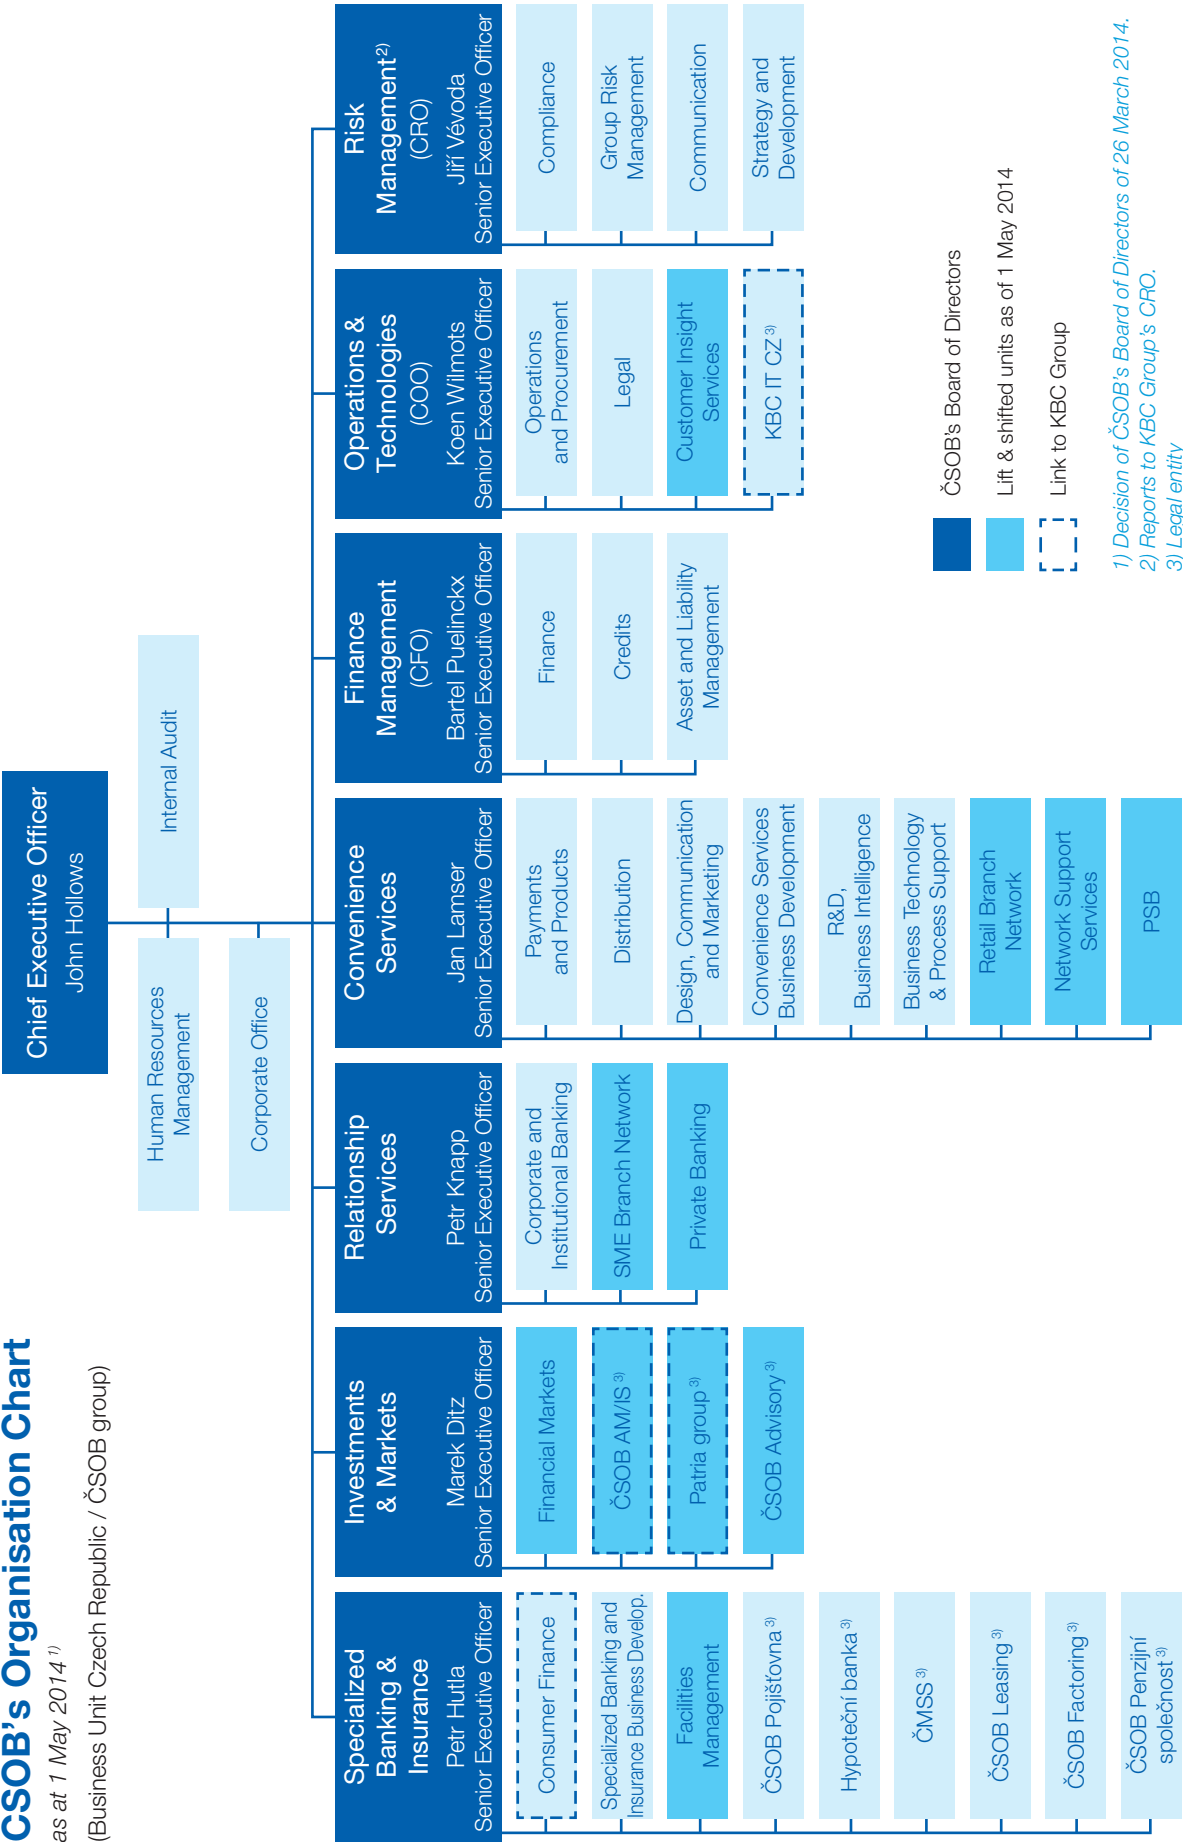 CSOB's Organisation Chart
as at 1 May 2014 1)
(Business Unit Czech Republic / ČSOB group)
Chief Executive Officer
John Hollows
Human Resources
Management
Internal Audit
Corporate Office
Specialized
Banking &
Insurance
Petr Hutla
Senior Executive Officer
Consumer Finance
Specialized Banking and
Insurance Business Develop.
Facilities
Management
ČSOB Pojišťovna 3)
Hypoteční banka 3)
ČMSS 3)
ČSOB Leasing 3)
ČSOB Factoring 3)
ČSOB Penzijní
společnost 3)
Investments
& Markets
Marek Ditz
Senior Executive Officer
Financial Markets
ČSOB AM/IS 3)
Patria group 3)
ČSOB Advisory 3)
Relationship
Services
Petr Knapp
Senior Executive Officer
Corporate and
Institutional Banking
SME Branch Network
Private Banking
Convenience
Services
Jan Lamser
Senior Executive Officer
Payments
and Products
Distribution
Design, Communication
and Marketing
Convenience Services
Business Development
R&D,
Business Intelligence
Business Technology
& Process Support
Retail Branch
Network
Network Support
Services
PSB
Finance
Management
(CFO)
Bartel Puelinckx
Senior Executive Officer
Finance
Credits
Asset and Liability
Management
Operations &
Technologies
(COO)
Koen Wilmots
Senior Executive Officer
Operations
and Procurement
Legal
Customer Insight
Services
KBC IT CZ 3)
Risk
Management 2)
(CRO)
Jiří Vévoda
Senior Executive Officer
Compliance
Group Risk
Management
Communication
Strategy and
Development
ČSOB's Board of Directors
Lift & shifted units as of 1 May 2014
Link to KBC Group
1) Decision of ČSOB's Board of Directors of 26 March 2014.
2) Reports to KBC Group's CRO.
3) Legal entity